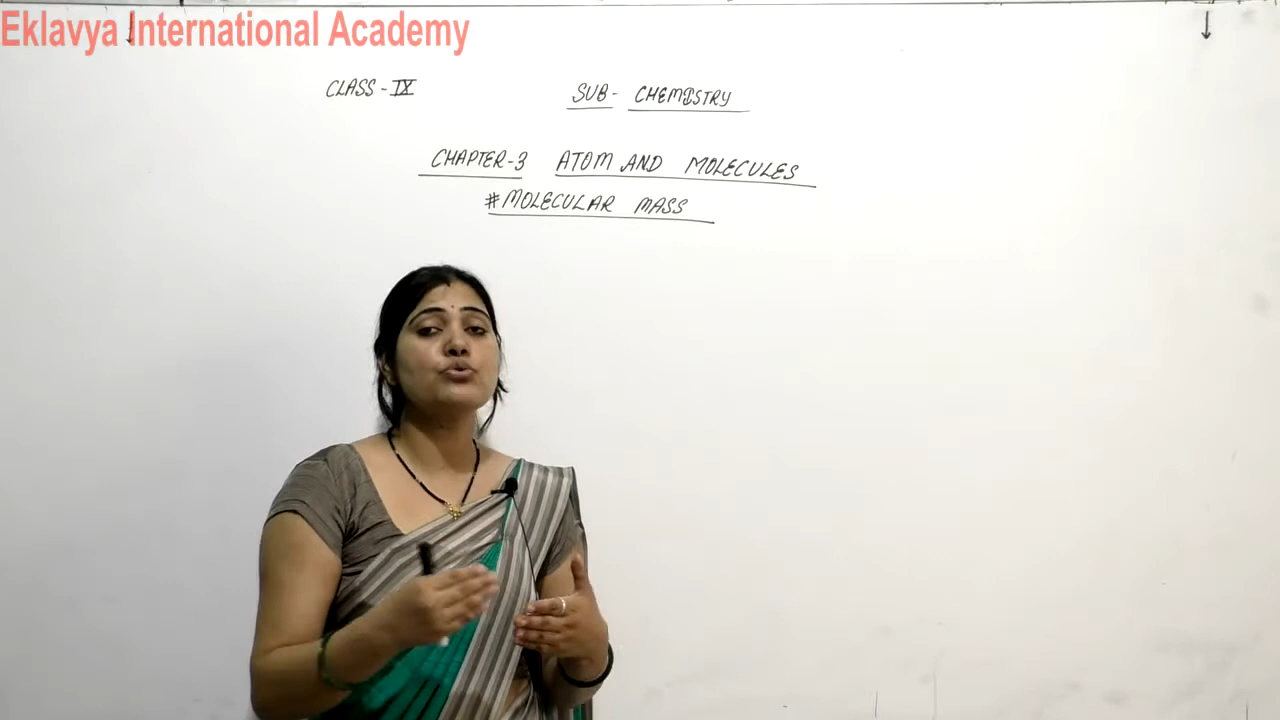 Eklavya International Academy
CLASS - IX SUB - CHEMISTRY
CHAPTER-3 ATOM AND MOLECULES
#MOLECULAR MASS